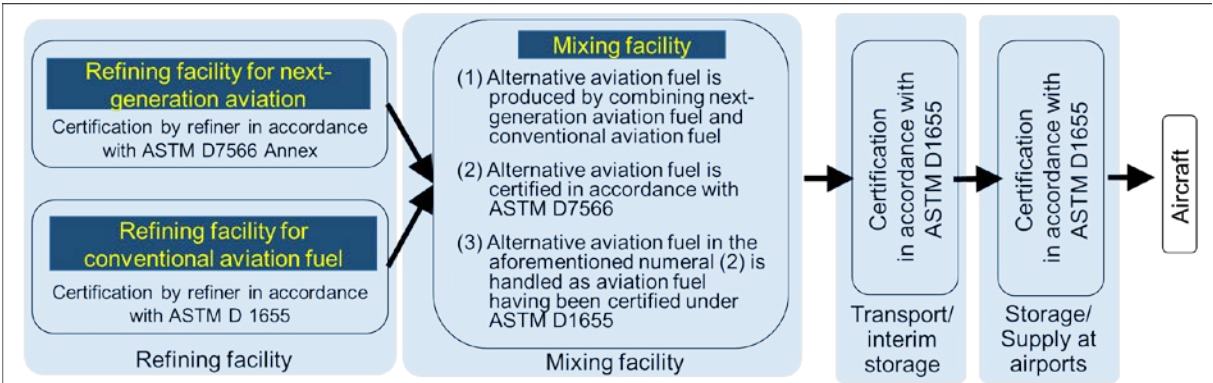 Refining facility for next-
generation aviation
Certification by refiner in accordance
with ASTM D7566 Annex
Refining facility for
conventional aviation fuel
Certification by refiner in accordance
with ASTM D 1655
Refining facility
Mixing facility
(1) Alternative aviation fuel is
produced by combining next-
generation aviation fuel and
conventional aviation fuel
(2) Alternative aviation fuel is
certified in accordance with
ASTM D7566
(3) Alternative aviation fuel in the
aforementioned numeral (2) is
handled as aviation fuel
having been certified under
ASTM D1655
Mixing facility
Certification
in accordance with
ASTM D1655
Transport/
interim
storage
Certification
in accordance with
ASTM D1655
Storage/
Supply at
airports
Aircraft